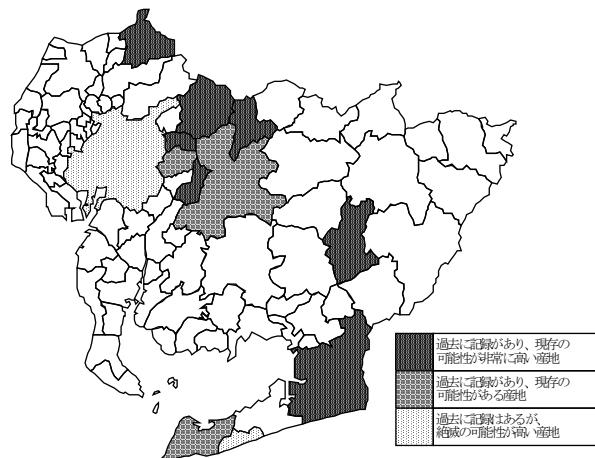 過去に記録があり、現存の
可能性が非常に高い産地
過去に記録があり、現存の
可能性がある産地
過去に記録はあるが、
絶滅の可能性が高い産地